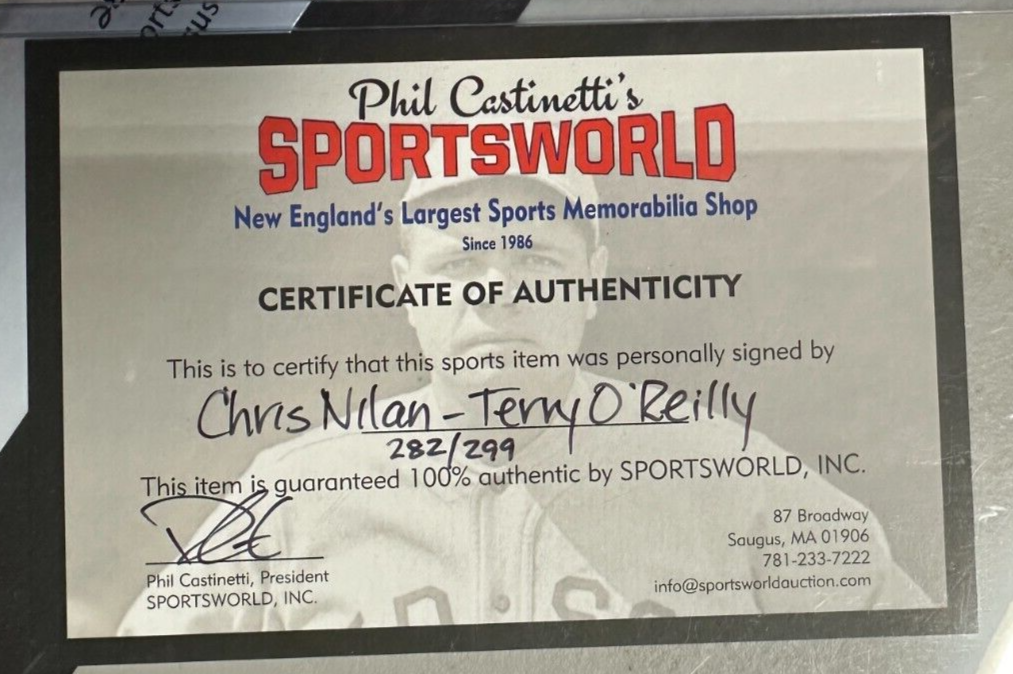 Phil Castinetti's
SPORTSWORLD
New England's Largest Sports Memorabilia Shop
Since 1986
CERTIFICATE OF AUTHENTICITY
This is to certify that this sports item was personally signed by
Chris Nilan - Terry O'Reilly
282/299
This item is guaranteed 100% authentic by SPORTSWORLD, INC.
Phil Castinetti, President
SPORTSWORLD, INC.
87 Broadway
Saugus, MA 01906
781-233-7222
info@sportsworldauction.com